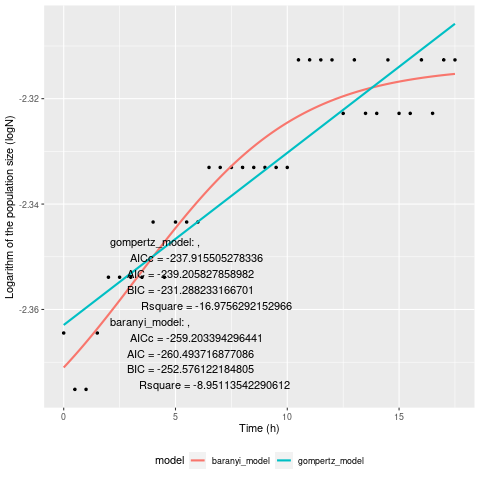 Logarithm of the population size (logN)
-2.32
-2.34
-2.36
gompertz_model: ,
AICc = -237.915505278336
AIC = -239.205827858982
BIC = -231.288233166701
Rsquare = -16.9756292152966
baranyi_model: ,
AICc = -259.203394296441
AIC = -260.493716877086
BIC = -252.576122184805
Rsquare = -8.95113542290612
0 5 10 15
Time (h)
model baranyi_model gompertz_model